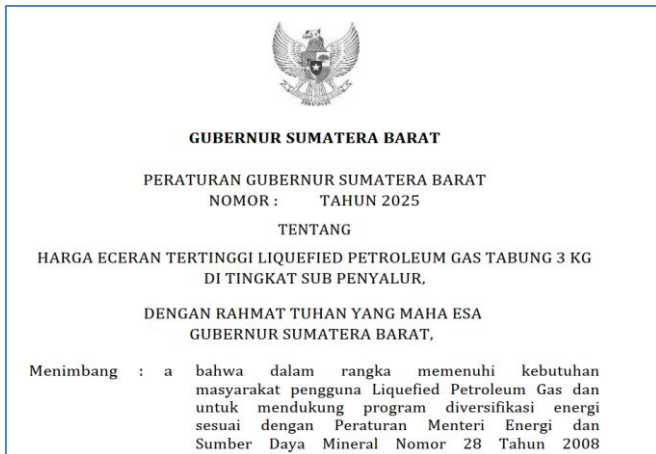 GUBERNUR SUMATERA BARAT
PERATURAN GUBERNUR SUMATERA BARAT
NOMOR : TAHUN 2025
TENTANG
HARGA ECERAN TERTINGGI LIQUEFIED PETROLEUM GAS TABUNG 3 KG
DI TINGKAT SUB PENYALUR,
DENGAN RAHMAT TUHAN YANG MAHA ESA
GUBERNUR SUMATERA BARAT,
Menimbang : a bahwa dalam rangka memenuhi kebutuhan
masyarakat pengguna Liquefied Petroleum Gas dan
untuk mendukung program diversifikasi energi
sesuai dengan Peraturan Menteri Energi dan
Sumber Daya Mineral Nomor 28 Tahun 2008